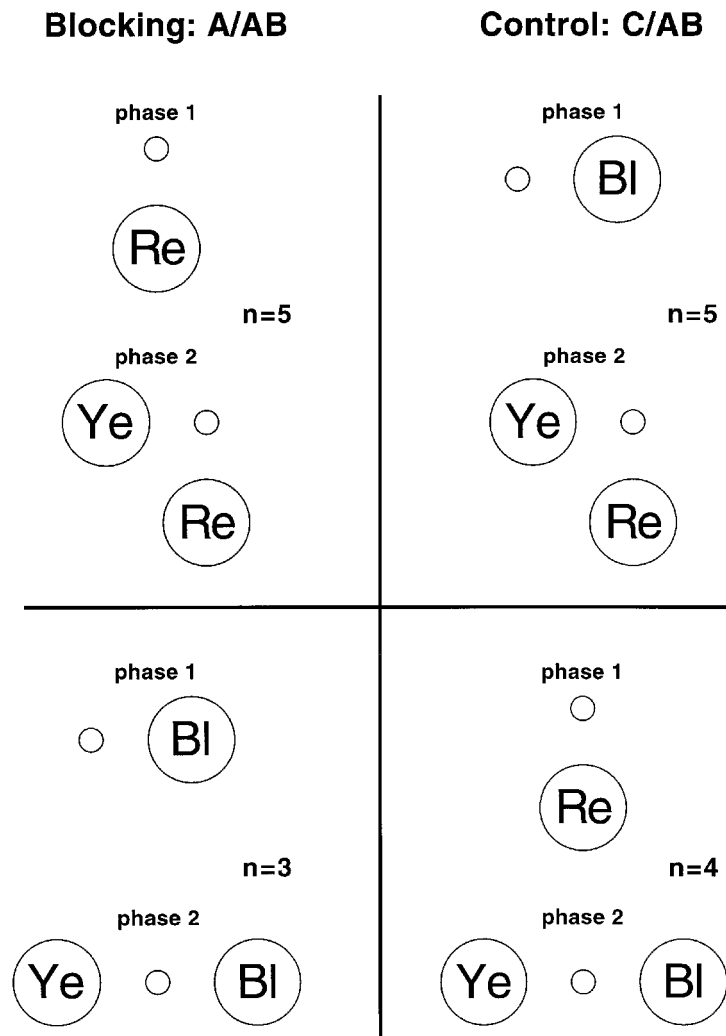 Blocking: A/AB
Control: C/AB
phase 1
Re
n=5
phase 2
Ye
Re
phase 1
Bl
n=5
phase 2
Ye
Re
phase 1
Bl
n=3
phase 2
Ye Bl
phase 1
Re
n=4
phase 2
Ye Bl